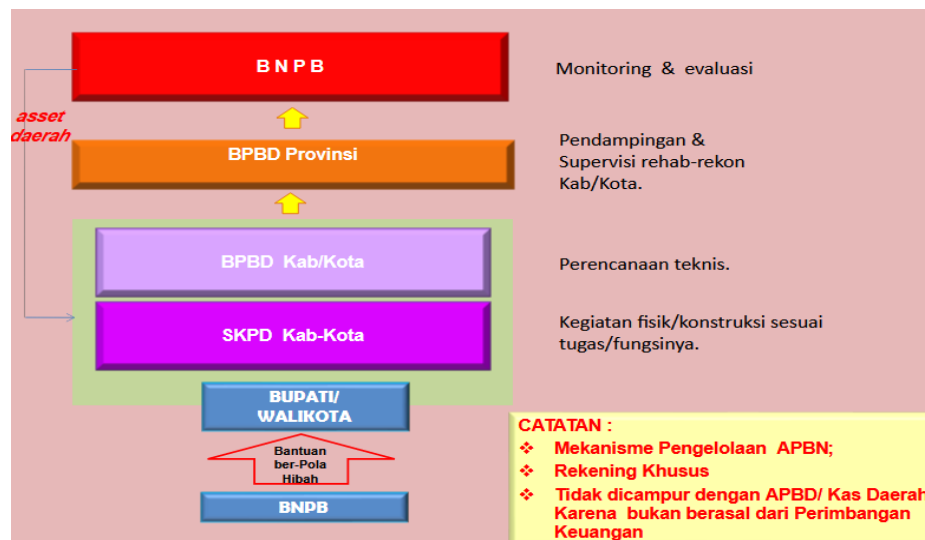 B N P B
Monitoring & evaluasi
asset
daerah
BPBD Provinsi
Pendampingan &
Supervisi rehab-rekon
Kab/Kota.
BPBD Kab/Kota
Perencanaan teknis.
SKPD Kab-Kota
Kegiatan fisik/konstruksi sesuai
tugas/fungsinya.
BUPATI/
WALIKOTA
Bantuan
ber-Pola
Hibah
BNPB
CATATAN :
❖ Mekanisme Pengelolaan APBN;
❖ Rekening Khusus
❖ Tidak dicampur dengan APBD/ Kas Daerah
Karena bukan berasal dari Perimbangan
Keuangan